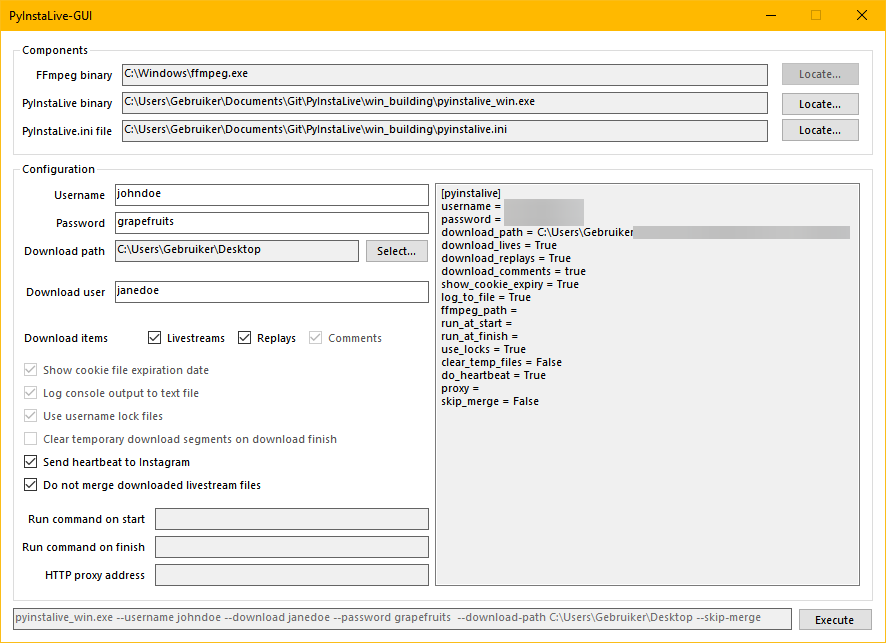 PyInstaLive-GUI
Components
FFmpeg binary C:\Windows\ffmpeg.exe Locate...
PyInstaLive binary C:\Users\Gebruiker\Documents\Git\PyInstaLive\win_building\pyinstalive_win.exe Locate...
PyInstaLive.ini file C:\Users\Gebruiker\Documents\Git\PyInstaLive\win_building\pyinstalive.ini Locate...
Configuration
Username johndoe
Password grapefruits
Download path C:\Users\Gebruiker\Desktop Select...
Download user janedoe
Download items Livestreams Replays Comments
Show cookie file expiration date
Log console output to text file
Use username lock files
Clear temporary download segments on download finish
Send heartbeat to Instagram
Do not merge downloaded livestream files
Run command on start
Run command on finish
HTTP proxy address
[pyinstalive]
username =
password =
download_path = C:\Users\Gebruiker
download_lives = True
download_replays = True
download_comments = true
show_cookie_expiry = True
log_to_file = True
ffmpeg_path =
run_at_start =
run_at_finish =
use_locks = True
clear_temp_files = False
do_heartbeat = True
proxy =
skip_merge = False
pyinstalive_win.exe --username johndoe --download janedoe --password grapefruits  --download-path C:\Users\Gebruiker\Desktop --skip-merge Execute